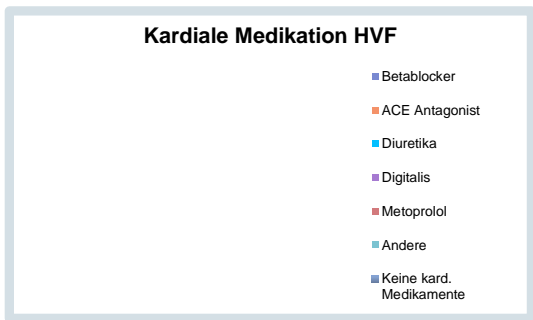 Kardiale Medikation HVF
Betablocker
ACE Antagonist
Diuretika
Digitalis
Metoprolol
Andere
Keine kard.
Medikamente